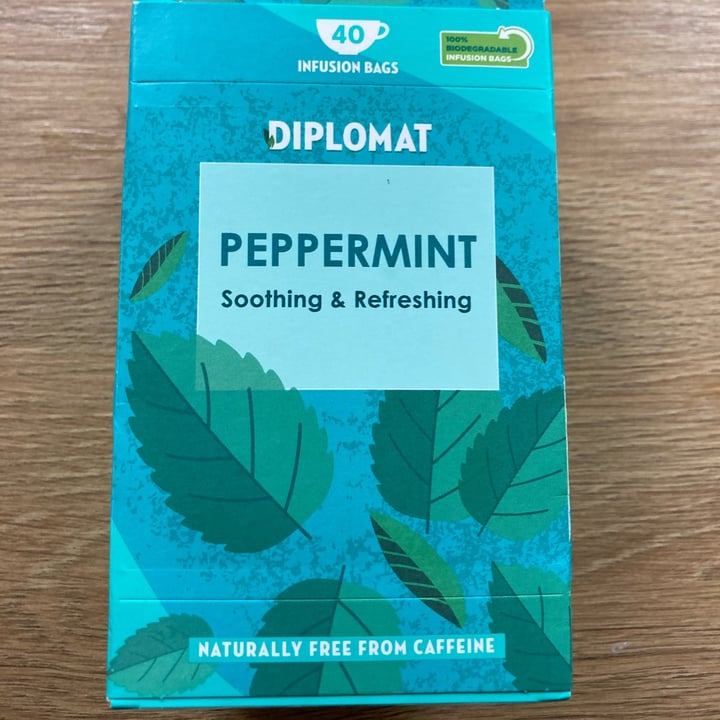 40
INFUSION BAGS
100%
BIODEGRADABLE
INFUSION BAGS
DIPLOMAT
PEPPERMINT
Soothing & Refreshing
NATURALLY FREE FROM CAFFEINE